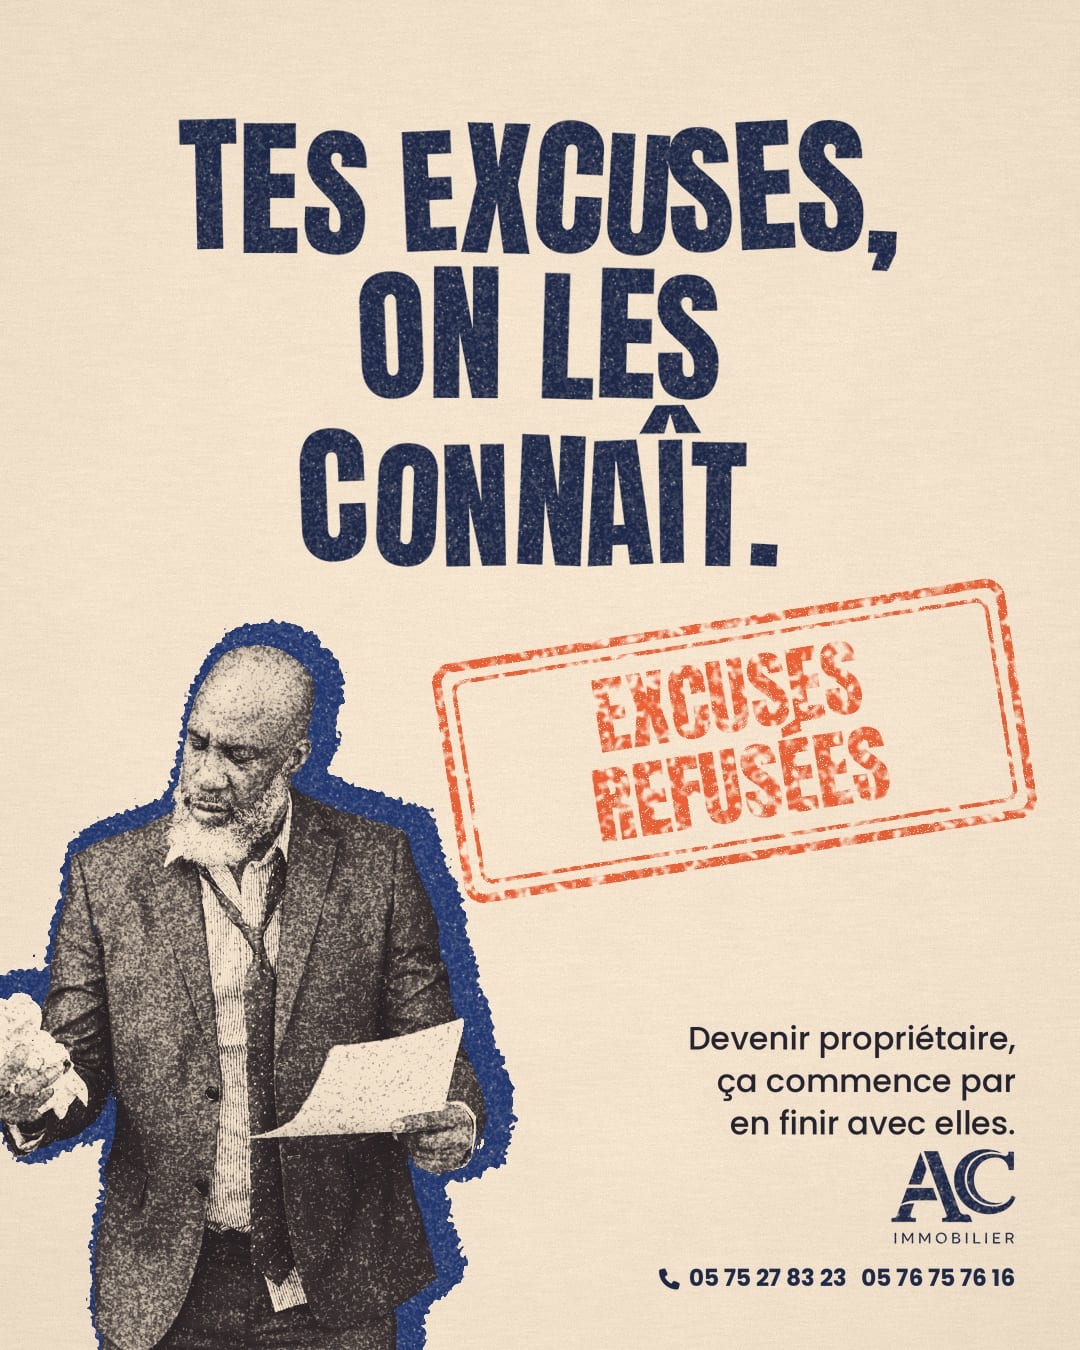 TES EXCUSES,
ON LES
CONNAÎT.
EXCUSES
REFUSÉES
Devenir propriétaire,
ça commence par
en finir avec elles.
AC
IMMOBILIER
05 75 27 83 23 05 76 75 76 16